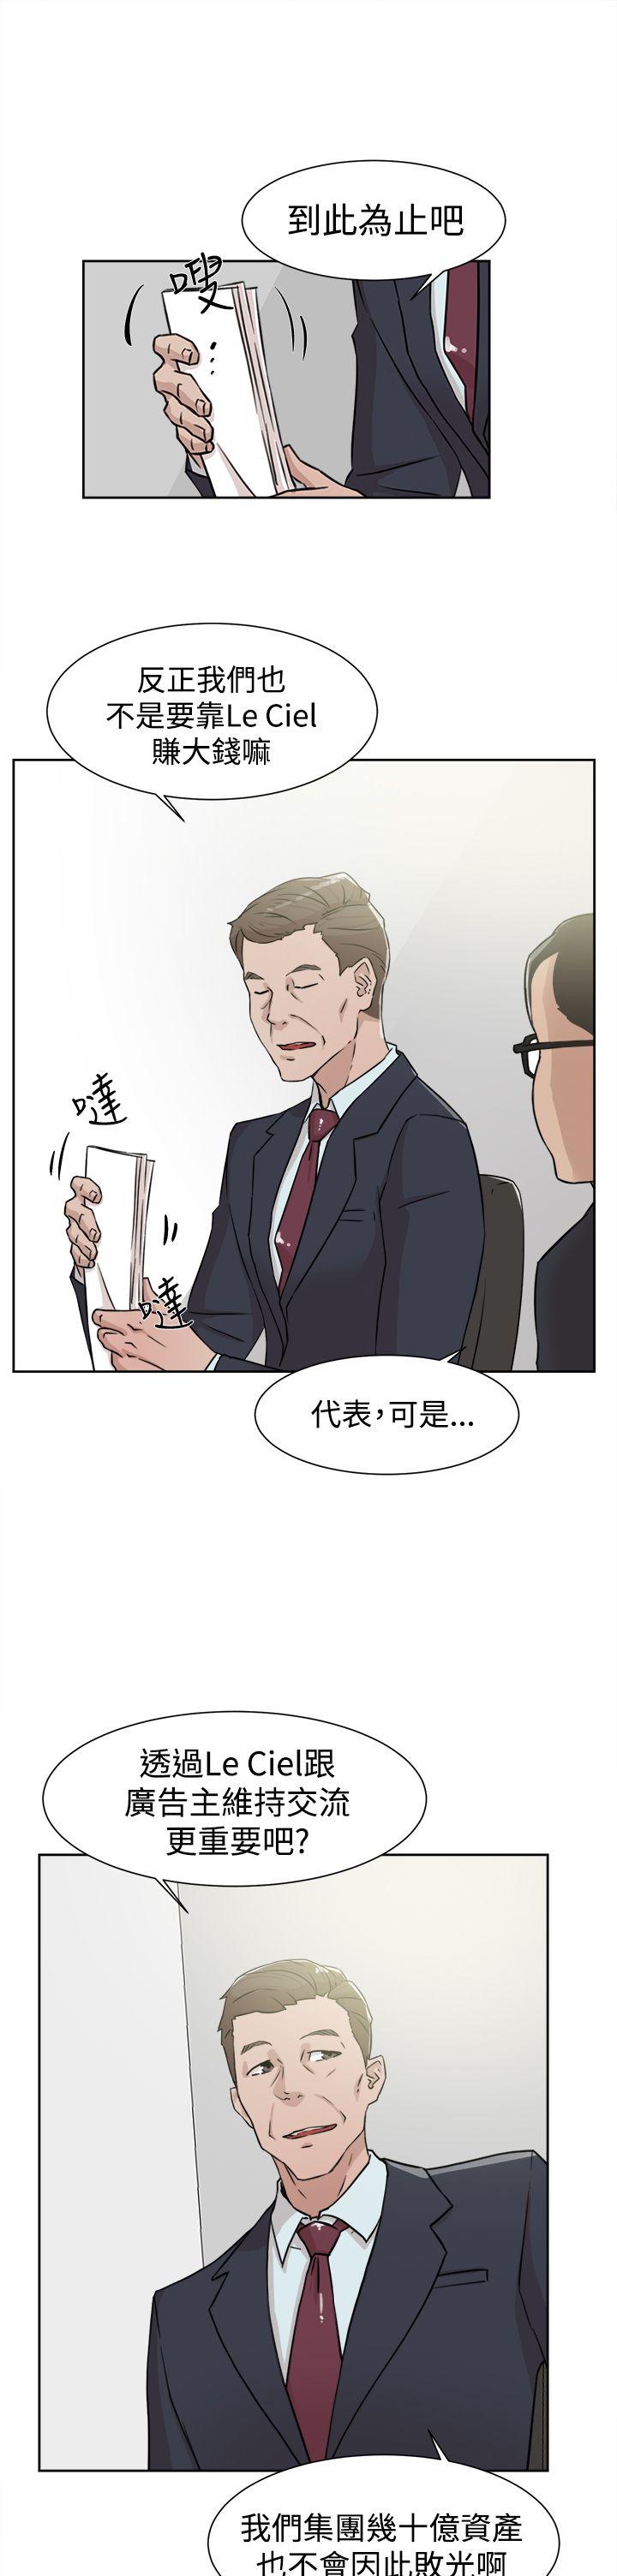 到此為止吧
嗖
反正我們也
不是要靠Le Ciel
賺大錢嘛
噠
噠
代表，可是...
透過Le Ciel跟
廣告主維持交流
更重要吧?
我們集團幾十億資產
也不會因此敗光啊